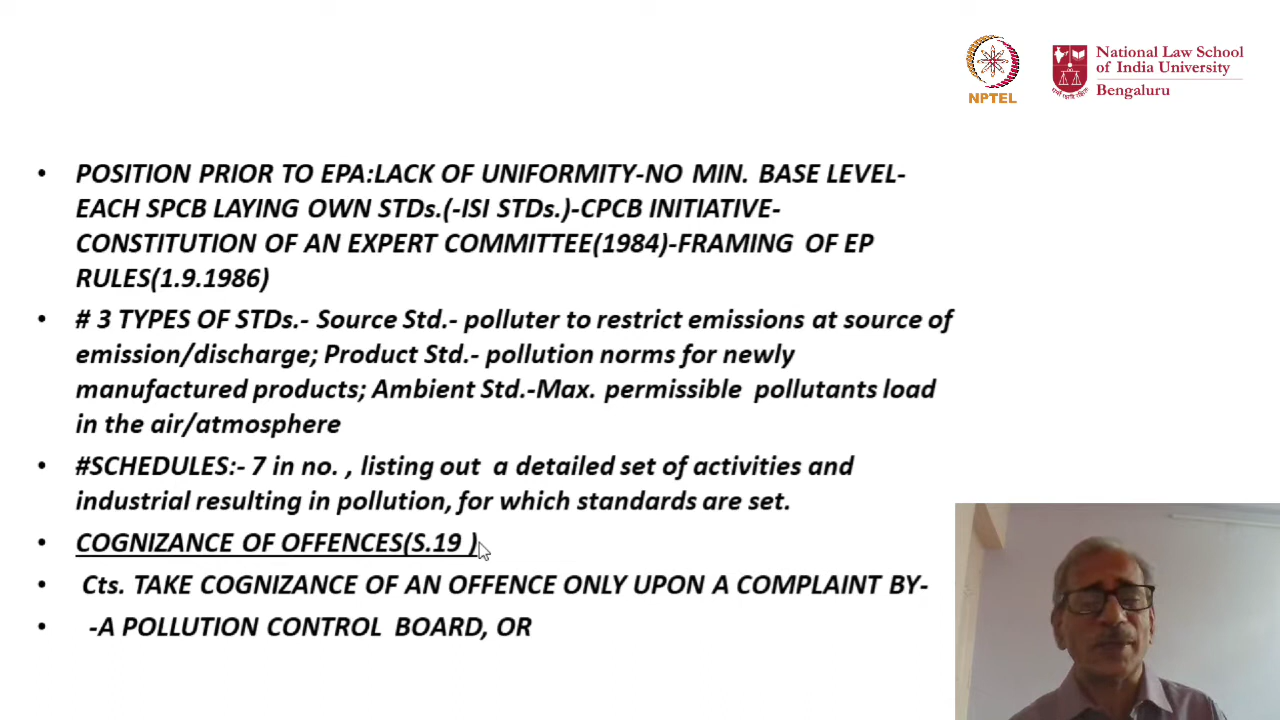 NPTEL
National Law School
of India University
Bengaluru
• POSITION PRIOR TO EPA:LACK OF UNIFORMITY-NO MIN. BASE LEVEL-
EACH SPCB LAYING OWN STDs.(-ISI STDs.)-CPCB INITIATIVE-
CONSTITUTION OF AN EXPERT COMMITTEE(1984)-FRAMING OF EP
RULES(1.9.1986)
• # 3 TYPES OF STDs.- Source Std.- polluter to restrict emissions at source of
emission/discharge; Product Std.- pollution norms for newly
manufactured products; Ambient Std.-Max. permissible pollutants load
in the air/atmosphere
• #SCHEDULES:- 7 in no. , listing out a detailed set of activities and
industrial resulting in pollution, for which standards are set.
• COGNIZANCE OF OFFENCES(S.19 )
• Cts. TAKE COGNIZANCE OF AN OFFENCE ONLY UPON A COMPLAINT BY-
• -A POLLUTION CONTROL BOARD, OR